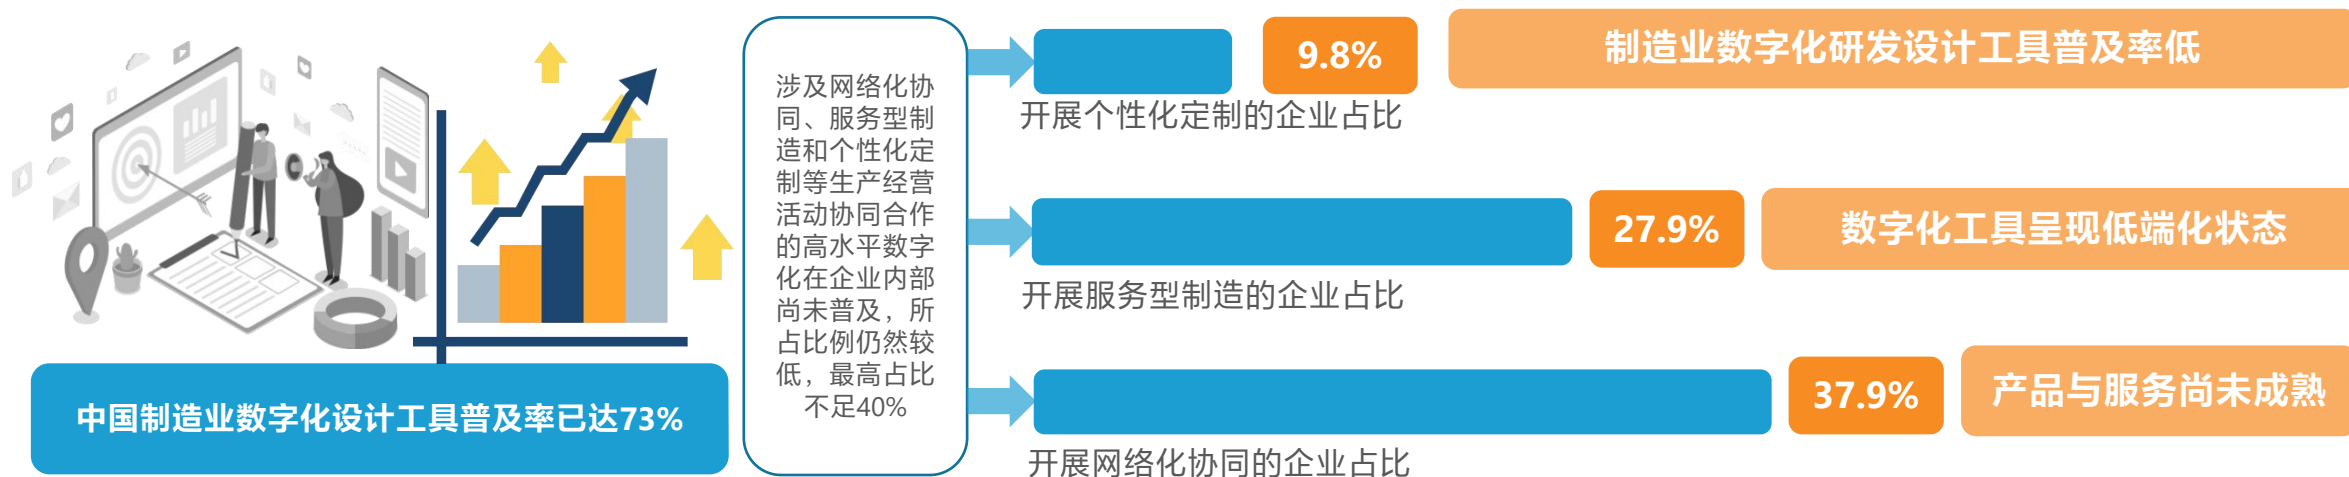 中国制造业数字化设计工具普及率已达73%
涉及网络化协
同、服务型制
造和个性化定
制等生产经营
活动协同合作
的高水平数字
化在企业内部
尚未普及，所
占比例仍然较
低，最高占比
不足40%
9.8%
制造业数字化研发设计工具普及率低
开展个性化定制的企业占比
27.9%
数字化工具呈现低端化状态
开展服务型制造的企业占比
37.9%
产品与服务尚未成熟
开展网络化协同的企业占比